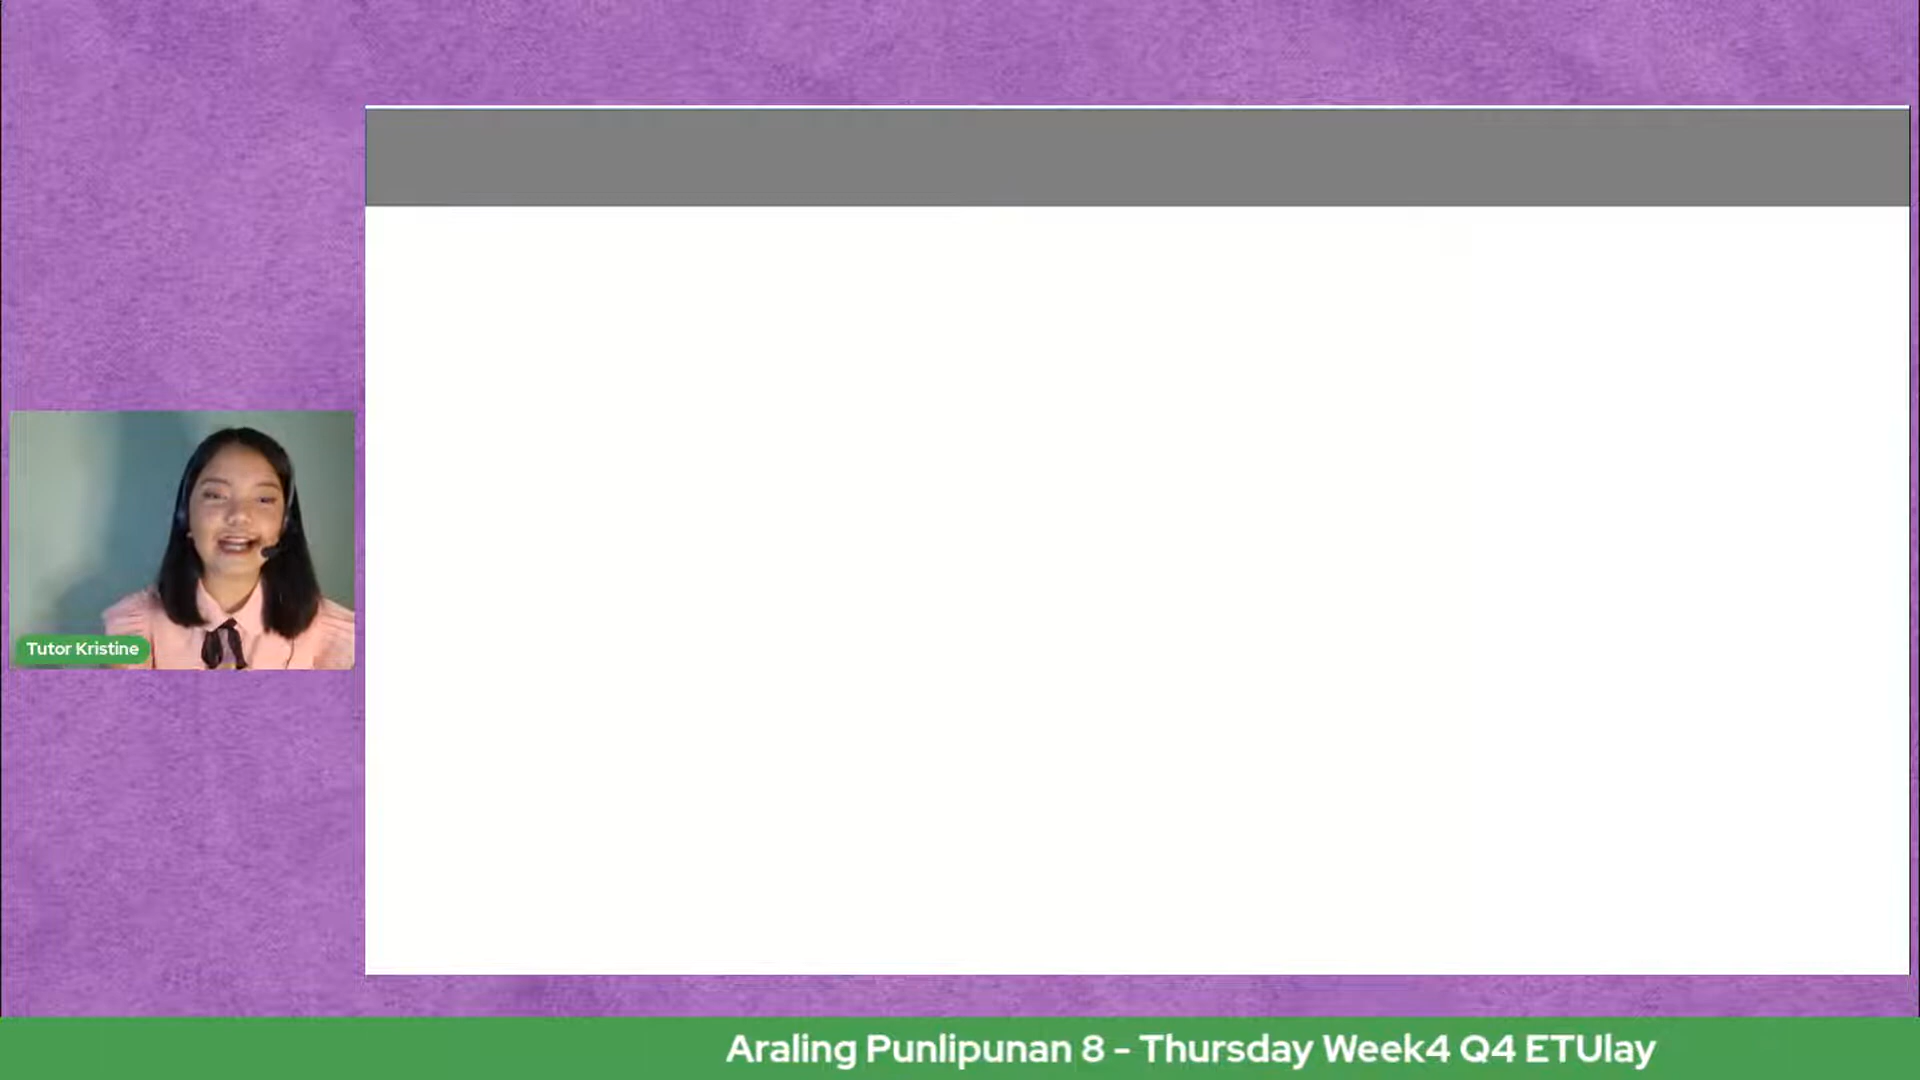 Tutor Kristine
Araling Punlipunan 8 - Thursday Week4 Q4 ETUlay